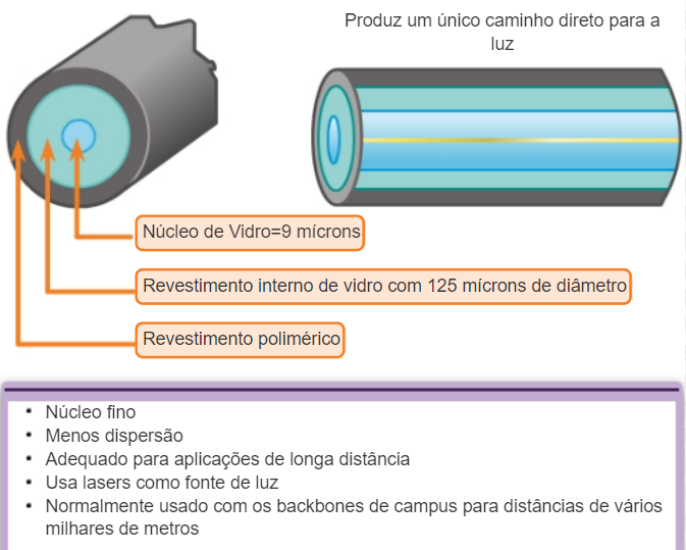 Produz um único caminho direto para a
luz
Núcleo de Vidro=9 mícrons
Revestimento interno de vidro com 125 mícrons de diâmetro
Revestimento polimérico
• Núcleo fino
• Menos dispersão
• Adequado para aplicações de longa distância
• Usa lasers como fonte de luz
• Normalmente usado com os backbones de campus para distâncias de vários
milhares de metros